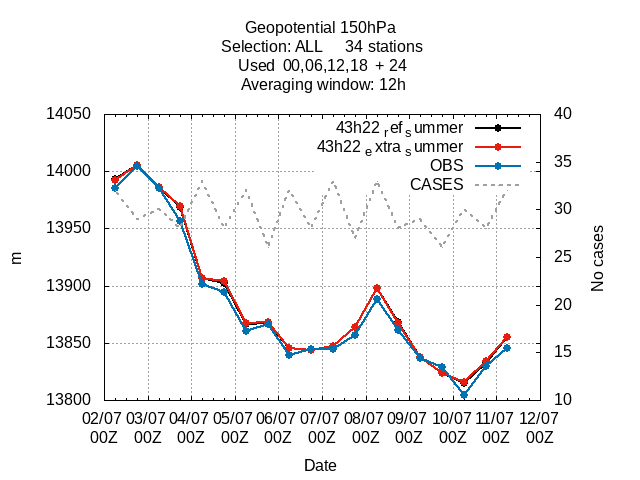 Geopotential 150hPa
Selection: ALL 34 stations
Used 00,06,12,18 + 24
Averaging window: 12h
14050
14000
13950
13900
13850
13800
m
43h22 ref summer
43h22 extra summer
OBS
CASES
40
35
30
25
20
15
10
No cases
02/07 03/07 04/07 05/07 06/07 07/07 08/07 09/07 10/07 11/07 12/07
00Z 00Z 00Z 00Z 00Z 00Z 00Z 00Z 00Z 00Z 00Z
Date